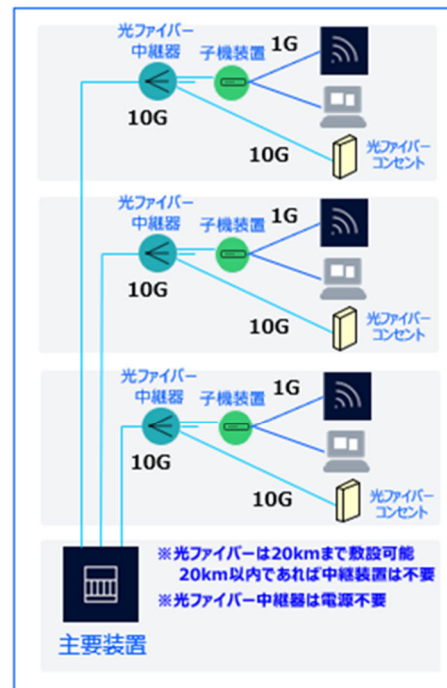 光ファイバー
中継器
子機装置
1G
10G
10G
光ファイバー
コンセント
光ファイバー
中継器
子機装置
1G
10G
10G
光ファイバー
コンセント
光ファイバー
中継器
子機装置
1G
10G
10G
光ファイバー
コンセント
※光ファイバーは20kmまで敷設可能
20km以内であれば中継装置は不要
※光ファイバー中継器は電源不要
主要装置